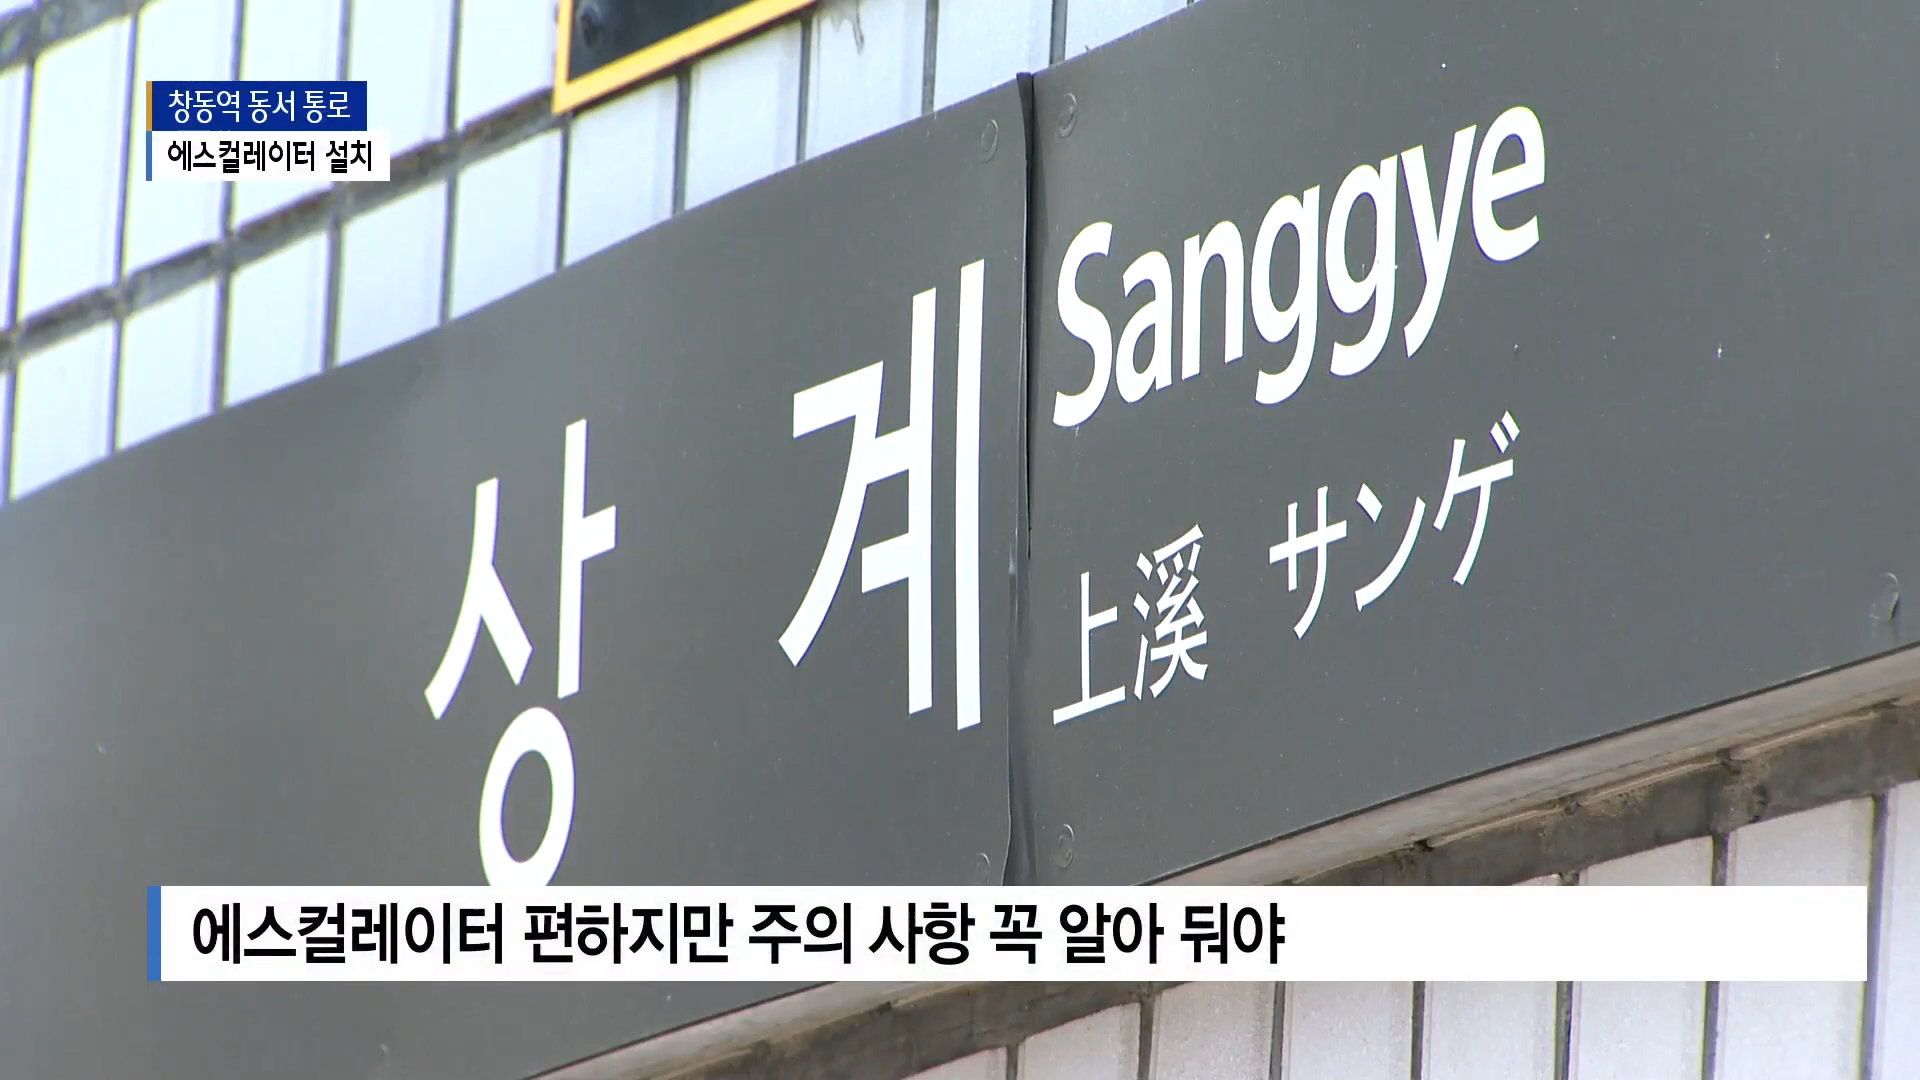 창동역 동서 통로
에스컬레이터 설치
상계
Sanggye
上溪 サンゲ
에스컬레이터 편하지만 주의 사항 꼭 알아 둬야